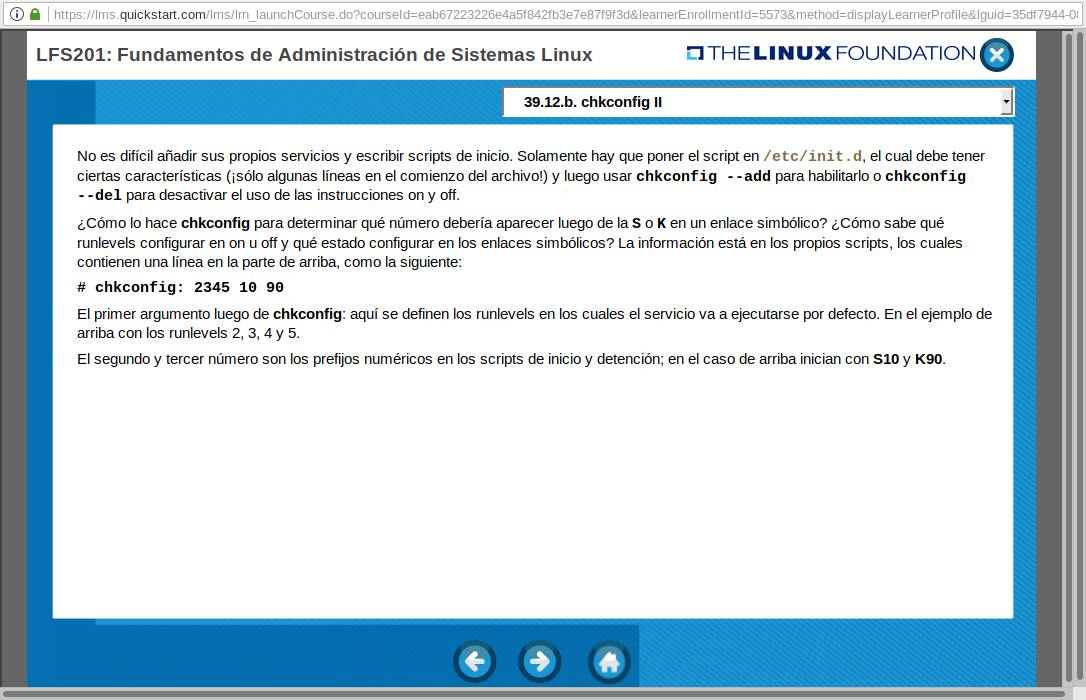 https://lms.quickstart.com/lms/lrn_launchCourse.do?courseId=eab67223226e4a5f842fb3e7e87f9f3d&learnerEnrollmentId=5573&method=displayLearnerProfile&lguid=35df7944-08
LFS201: Fundamentos de Administración de Sistemas Linux
THE LINUX FOUNDATION
39.12.b. chkconfig II
No es difícil añadir sus propios servicios y escribir scripts de inicio. Solamente hay que poner el script en /etc/init.d, el cual debe tener
ciertas características (¡sólo algunas líneas en el comienzo del archivo!) y luego usar chkconfig --add para habilitarlo o chkconfig
--del para desactivar el uso de las instrucciones on y off.
¿Cómo lo hace chkconfig para determinar qué número debería aparecer luego de la S o K en un enlace simbólico? ¿Cómo sabe qué
runlevels configurar en on u off y qué estado configurar en los enlaces simbólicos? La información está en los propios scripts, los cuales
contienen una línea en la parte de arriba, como la siguiente:
# chkconfig: 2345 10 90
El primer argumento luego de chkconfig: aquí se definen los runlevels en los cuales el servicio va a ejecutarse por defecto. En el ejemplo de
arriba con los runlevels 2, 3, 4 y 5.
El segundo y tercer número son los prefijos numéricos en los scripts de inicio y detención; en el caso de arriba inician con S10 y K90.